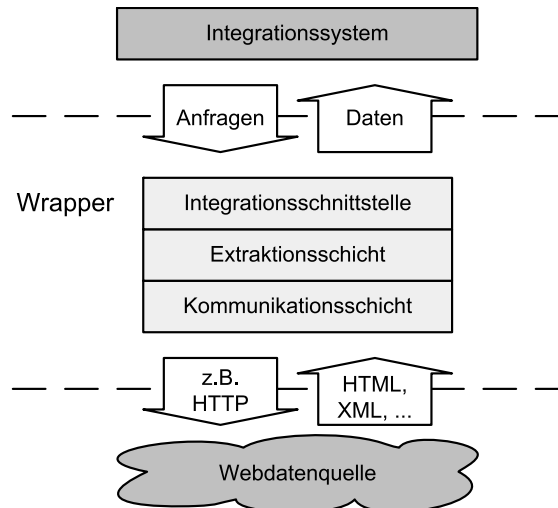 Integrationssystem
Anfragen
Daten
Wrapper
Integrationsschnittstelle
Extraktionsschicht
Kommunikationsschicht
z.B.
HTTP
HTML,
XML, ...
Webdatenquelle